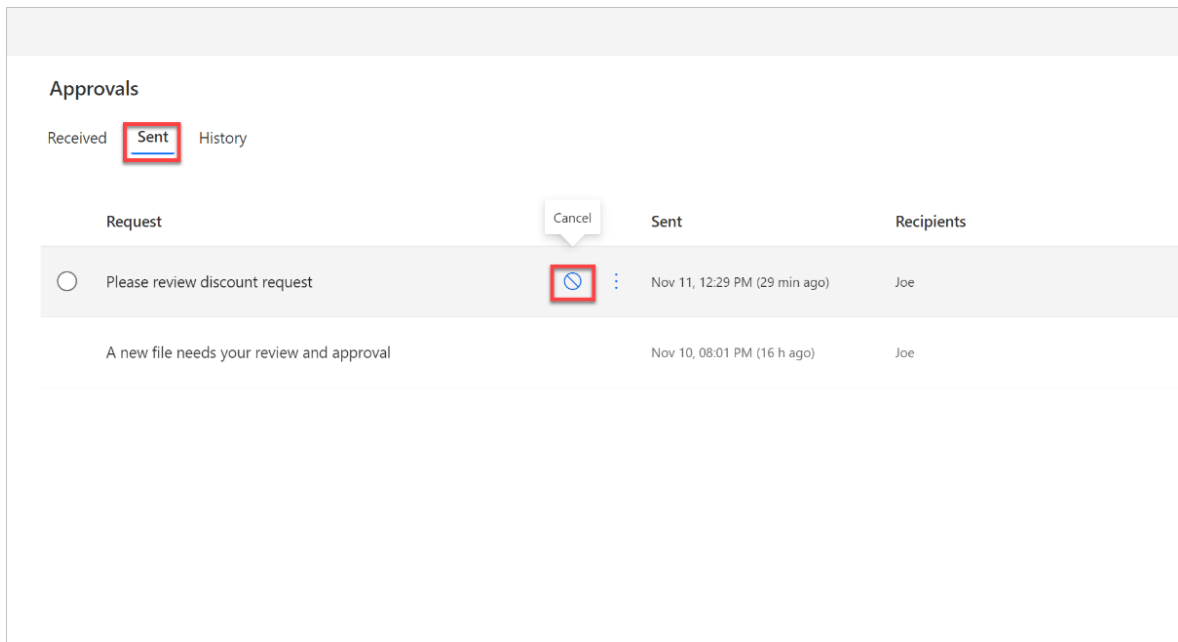 Approvals
Received Sent History
Request Cancel Sent Recipients
Please review discount request Nov 11, 12:29 PM (29 min ago) Joe
A new file needs your review and approval Nov 10, 08:01 PM (16 h ago) Joe